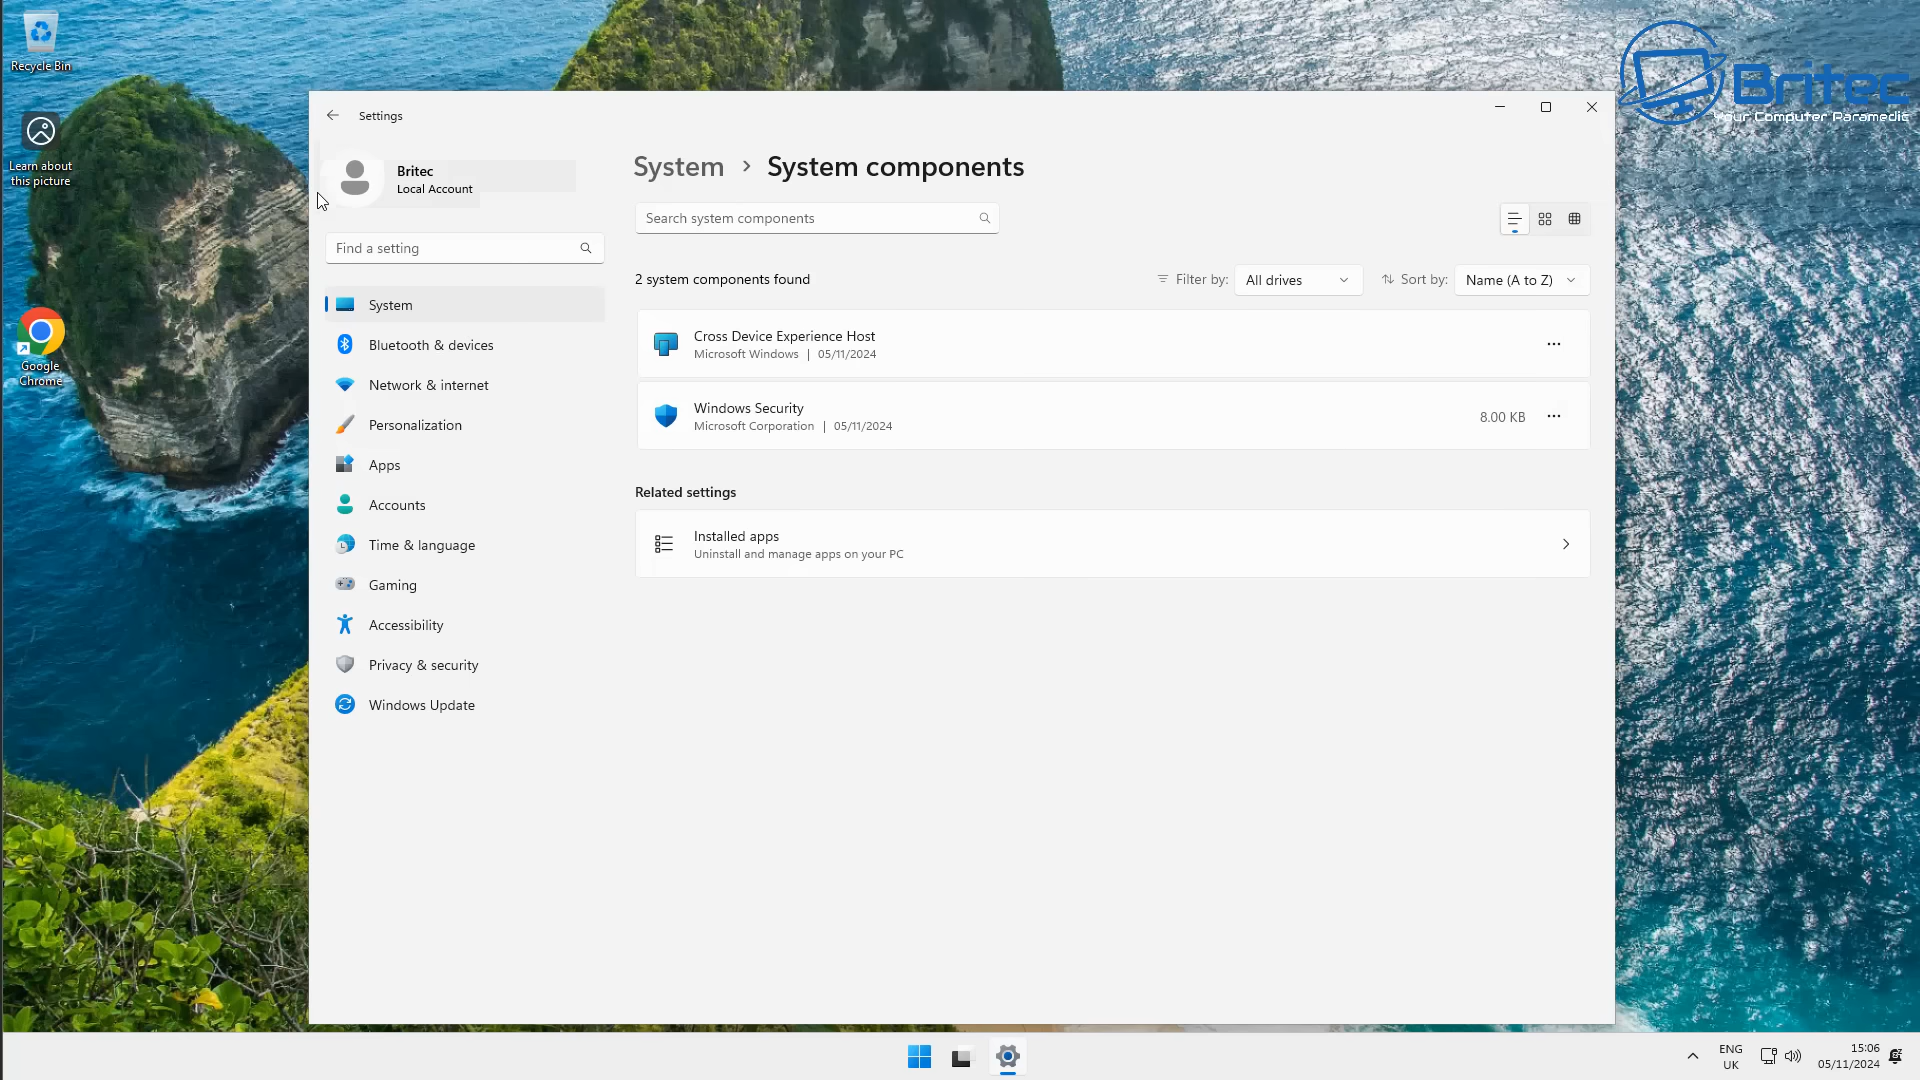 Recycle Bin
Learn about
this picture
Google
Chrome
Britec
Your Computer Paramedic
Settings
Britec
Local Account
Find a setting
System
Bluetooth & devices
Network & internet
Personalization
Apps
Accounts
Time & language
Gaming
Accessibility
Privacy & security
Windows Update
System > System components
Search system components
2 system components found
Filter by: All drives
Sort by: Name (A to Z)
Cross Device Experience Host
Microsoft Windows | 05/11/2024
Windows Security
Microsoft Corporation | 05/11/2024
8.00 KB
Related settings
Installed apps
Uninstall and manage apps on your PC
ENG
UK
15:06
05/11/2024